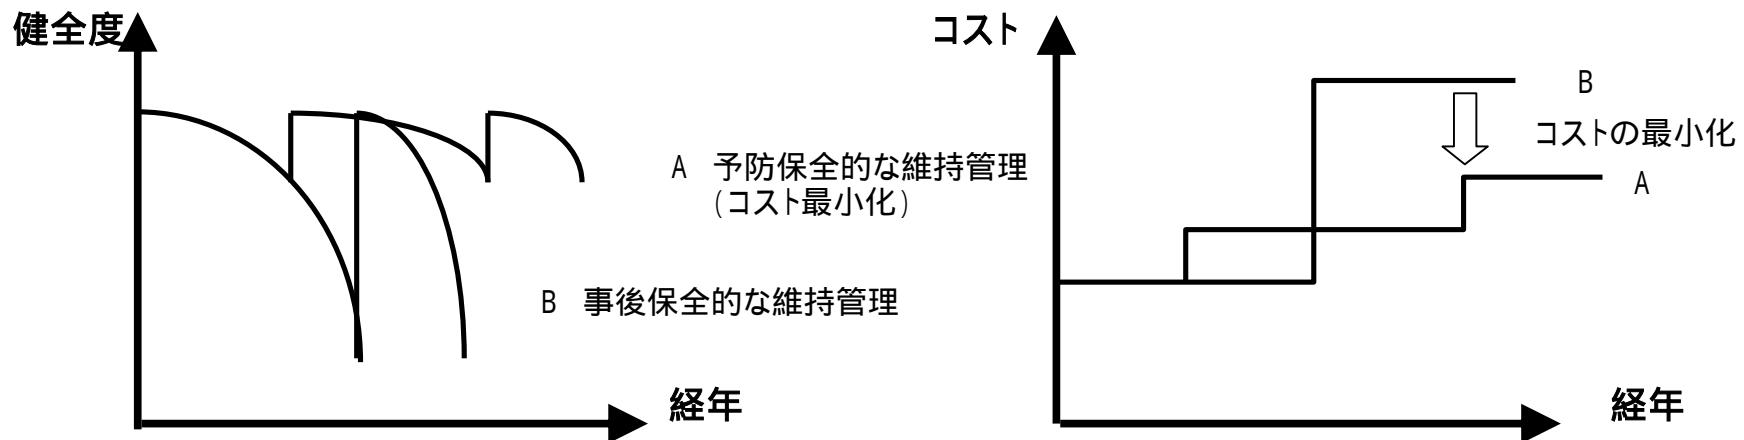 健全度
A 予防保全的な維持管理
(コスト最小化)
B 事後保全的な維持管理
経年
コスト
B
コストの最小化
A
経年